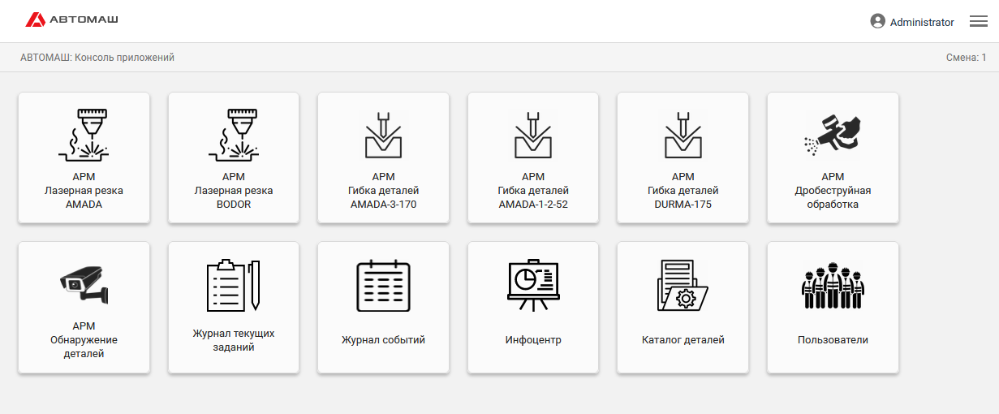 АВТОМАШ
Administrator
АВТОМАШ: Консоль приложений
Смена: 1
АРМ
Лазерная резка
AMADA
АРМ
Лазерная резка
BODOR
АРМ
Гибка деталей
AMADA-3-170
АРМ
Гибка деталей
AMADA-1-2-52
АРМ
Гибка деталей
DURMA-175
АРМ
Дробеструйная
обработка
АРМ
Обнаружение
деталей
Журнал текущих
заданий
Журнал событий
Инфоцентр
Каталог деталей
Пользователи